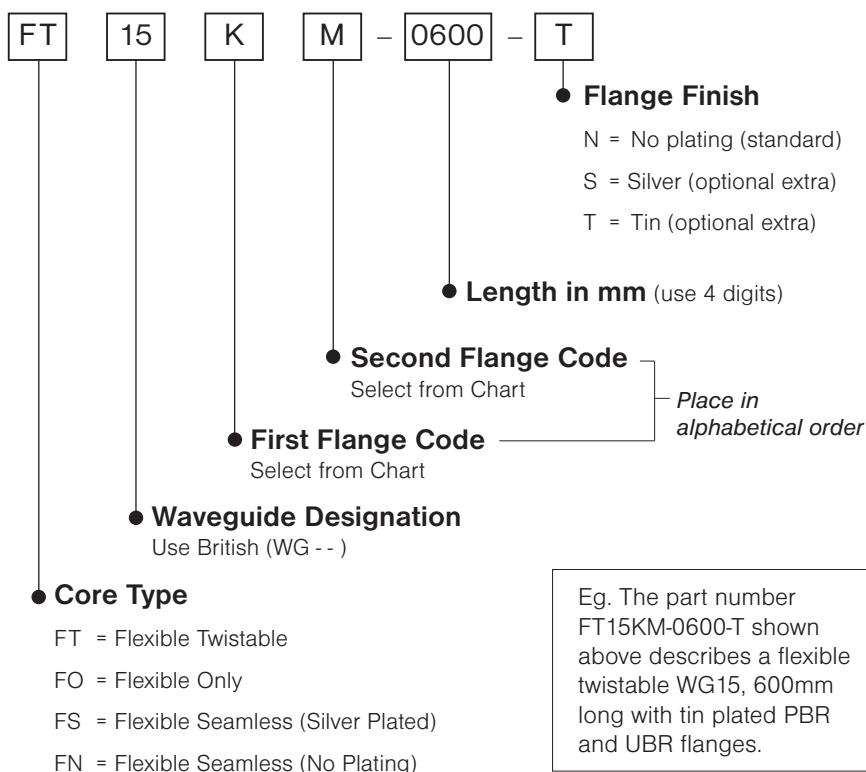 FT 15 K M – 0600 – T
Flange Finish
N = No plating (standard)
S = Silver (optional extra)
T = Tin (optional extra)
Length in mm (use 4 digits)
Second Flange Code
Select from Chart
Place in
alphabetical order
First Flange Code
Select from Chart
Waveguide Designation
Use British (WG - - )
Core Type
FT = Flexible Twistable
FO = Flexible Only
FS = Flexible Seamless (Silver Plated)
FN = Flexible Seamless (No Plating)
Eg. The part number
FT15KM-0600-T shown
above describes a flexible
twistable WG15, 600mm
long with tin plated PBR
and UBR flanges.